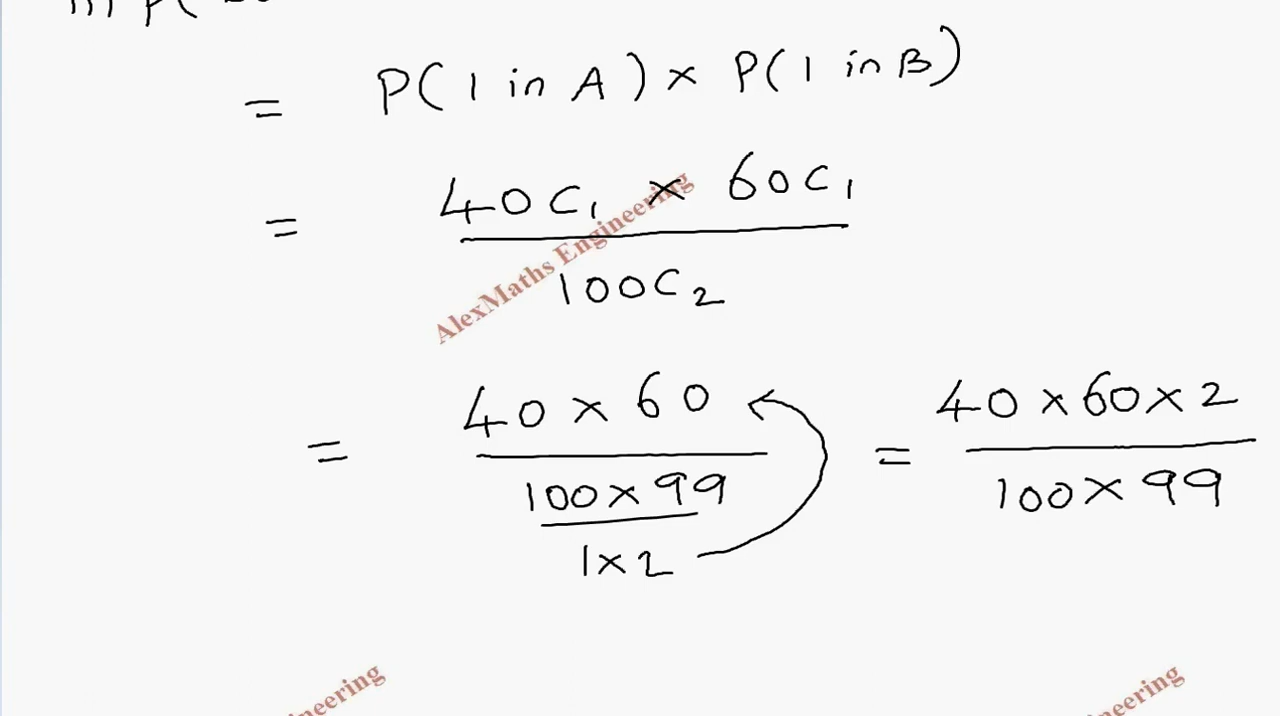 = P(1 in A) × P(1 in B)
= 40C₁ × 60C₁
100C₂
= 40 × 60 = 40 × 60 × 2
100 × 99 100 × 99
1 × 2
AlexMaths Engineering